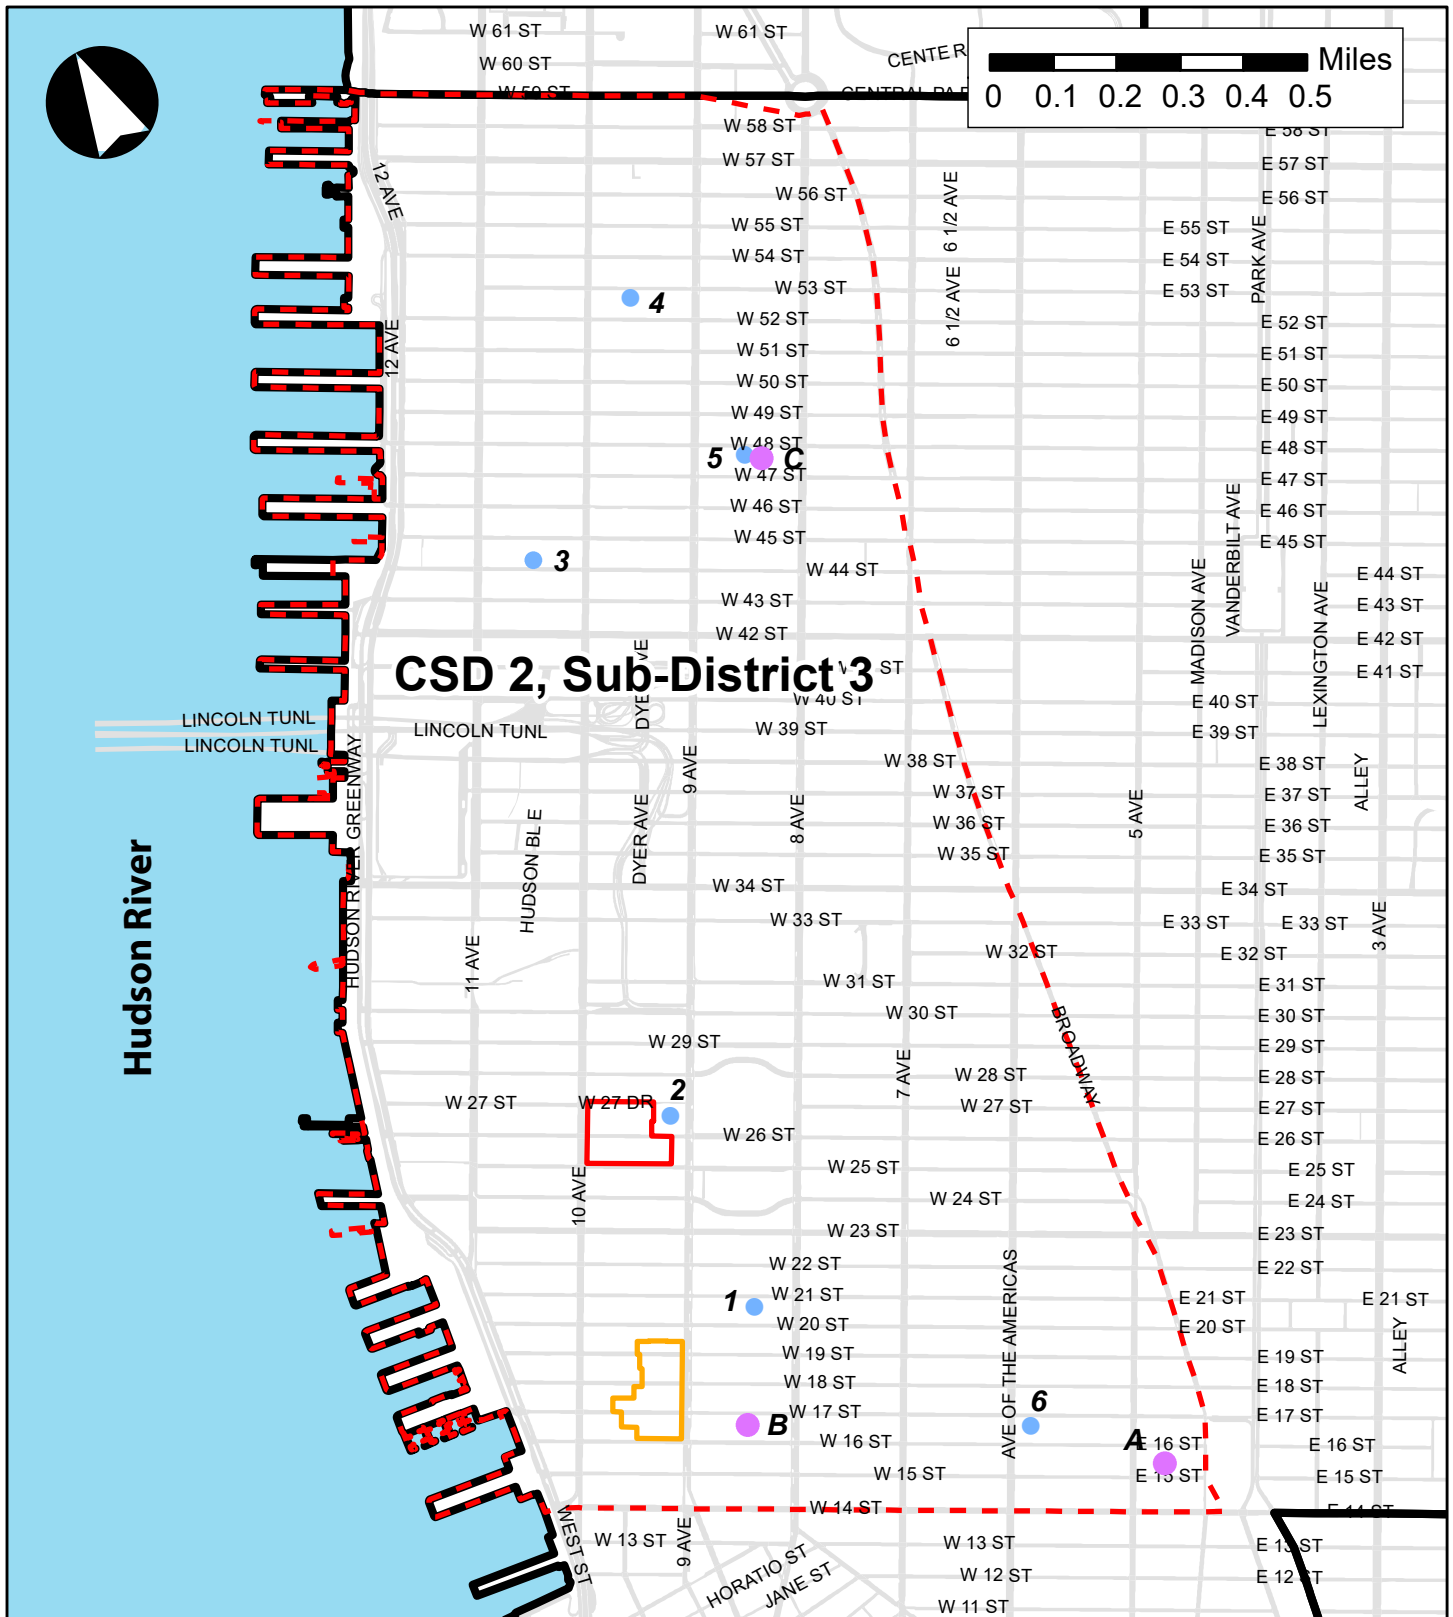 W 61 ST
W 61 ST
Miles
W 60 ST
CENTER
0 0.1 0.2 0.3 0.4 0.5
W 59 ST
W 58 ST
E 58 ST
W 57 ST
E 57 ST
12 AVE
W 56 ST
6 1/2 AVE
E 56 ST
W 55 ST
E 55 ST
PARK AVE
W 54 ST
E 54 ST
W 53 ST
6 1/2 AVE
E 53 ST
4
W 52 ST
E 52 ST
12 AVE
W 51 ST
E 51 ST
W 50 ST
E 50 ST
W 49 ST
E 49 ST
W 48 ST
E 48 ST
5
C
W 47 ST
E 47 ST
W 46 ST
E 46 ST
VANDERBILT AVE
W 45 ST
E 45 ST
3
W 44 ST
E 44 ST
MADISON AVE
W 43 ST
E 43 ST
LEXINGTON AVE
W 42 ST
E 42 ST
CSD 2, Sub-District 3
ST
E 41 ST
DYER AVE
W 40 ST
E 40 ST
LINCOLN TUNL
LINCOLN TUNL
W 39 ST
E 39 ST
LINCOLN TUNL
9 AVE
W 38 ST
E 38 ST
ALLEY
W 37 ST
E 37 ST
HUDSON RIVER GREENWAY
HUDSON BL E
DYER AVE
8 AVE
W 36 ST
5 AVE
E 36 ST
W 35 ST
E 35 ST
W 34 ST
E 34 ST
Hudson River
W 33 ST
E 33 ST
E 33 ST
3 AVE
11 AVE
W 32 ST
E 32 ST
W 31 ST
E 31 ST
W 30 ST
E 30 ST
W 29 ST
BROADWAY
E 29 ST
7 AVE
W 28 ST
E 28 ST
2
W 27 ST
W 27 DR
W 27 ST
E 27 ST
W 26 ST
E 26 ST
W 25 ST
E 25 ST
10 AVE
W 24 ST
E 24 ST
W 23 ST
E 23 ST
W 22 ST
E 22 ST
1
W 21 ST
E 21 ST
E 21 ST
W 20 ST
E 20 ST
AVE OF THE AMERICAS
W 19 ST
E 19 ST
ALLEY
W 18 ST
E 18 ST
6
W 17 ST
E 17 ST
B
A
W 16 ST
E 16 ST
E 16 ST
W 15 ST
E 15 ST
E 15 ST
W 14 ST
E 14 ST
WEST ST
W 13 ST
9 AVE
W 13 ST
E 13 ST
HORATIO ST
JANE ST
W 12 ST
E 12 ST
W 11 ST